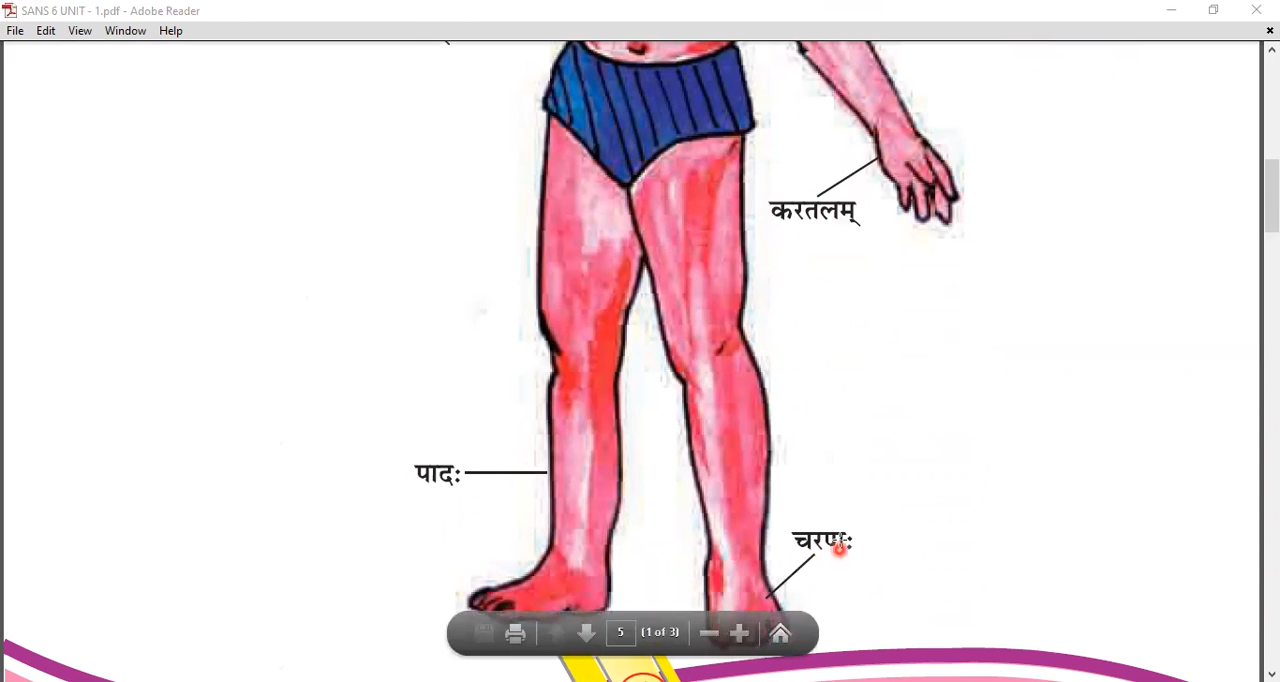 SANS 6 UNIT - 1.pdf - Adobe Reader
File Edit View Window Help
करतलम्
पादः
चरणः
5 (1 of 3)